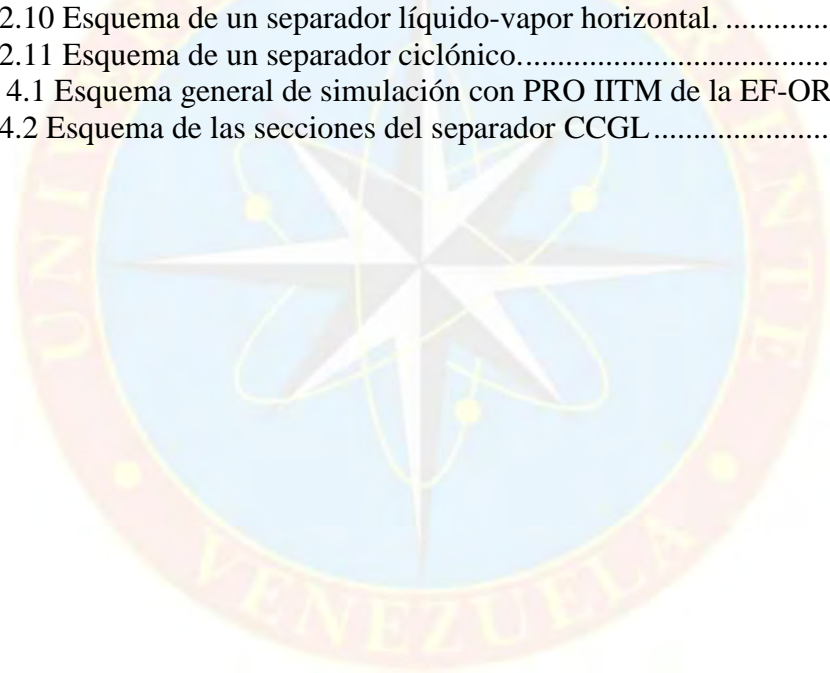 2.10 Esquema de un separador líquido-vapor horizontal. .............
2.11 Esquema de un separador ciclónico......................................
4.1 Esquema general de simulación con PRO IITM de la EF-OR
4.2 Esquema de las secciones del separador CCGL.....................
VENEZUELA